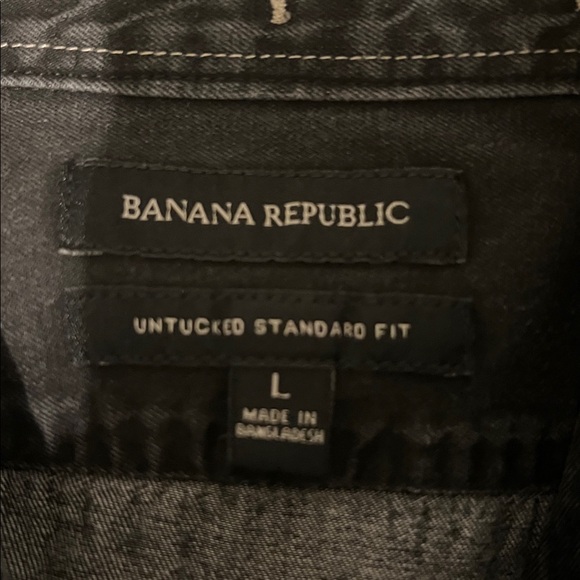 BANANA REPUBLIC
UNTUCKED STANDARD FIT
L
MADE IN
BANGLADESH